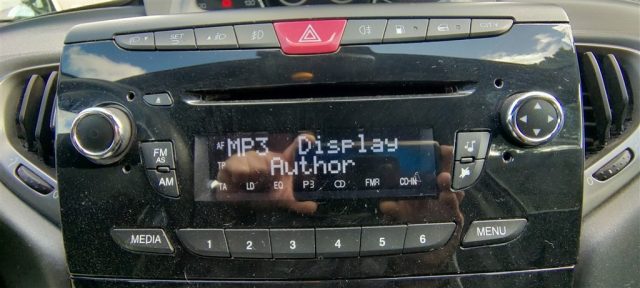 SET
AF MP3 Display
TP Author
TA LD EQ P3 FMR CD-IN
FM
AS
AM
MEDIA
1 2 3 4 5 6
MENU